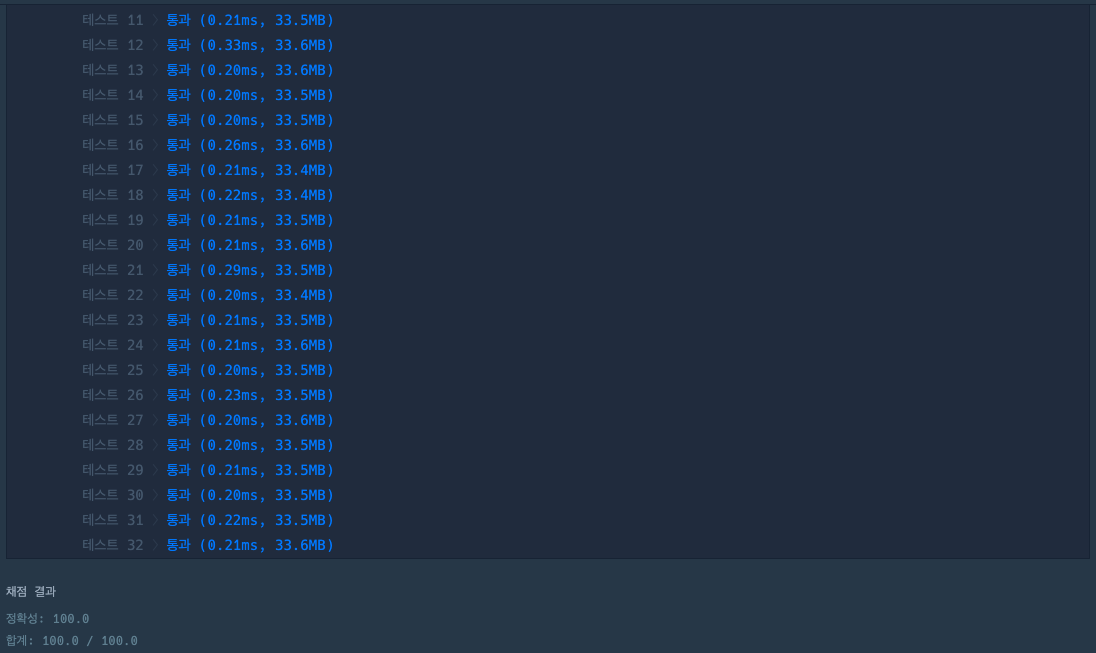 테스트 11 〉 통과 (0.21ms, 33.5MB)
테스트 12 〉 통과 (0.33ms, 33.6MB)
테스트 13 〉 통과 (0.20ms, 33.6MB)
테스트 14 〉 통과 (0.20ms, 33.5MB)
테스트 15 〉 통과 (0.20ms, 33.5MB)
테스트 16 〉 통과 (0.26ms, 33.6MB)
테스트 17 〉 통과 (0.21ms, 33.4MB)
테스트 18 〉 통과 (0.22ms, 33.4MB)
테스트 19 〉 통과 (0.21ms, 33.5MB)
테스트 20 〉 통과 (0.21ms, 33.6MB)
테스트 21 〉 통과 (0.29ms, 33.5MB)
테스트 22 〉 통과 (0.20ms, 33.4MB)
테스트 23 〉 통과 (0.21ms, 33.5MB)
테스트 24 〉 통과 (0.21ms, 33.6MB)
테스트 25 〉 통과 (0.20ms, 33.5MB)
테스트 26 〉 통과 (0.23ms, 33.5MB)
테스트 27 〉 통과 (0.20ms, 33.6MB)
테스트 28 〉 통과 (0.20ms, 33.5MB)
테스트 29 〉 통과 (0.21ms, 33.5MB)
테스트 30 〉 통과 (0.20ms, 33.5MB)
테스트 31 〉 통과 (0.22ms, 33.5MB)
테스트 32 〉 통과 (0.21ms, 33.6MB)
채점 결과
정확성: 100.0
합계: 100.0 / 100.0